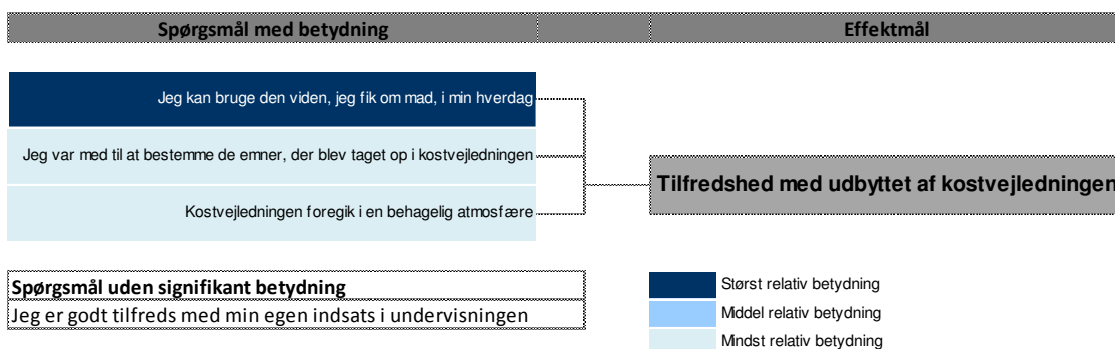 Spørgsmål med betydning
Effektmål
Jeg kan bruge den viden, jeg fik om mad, i min hverdag
Jeg var med til at bestemme de emner, der blev taget op i kostvejledningen
Kostvejledningen foregik i en behagelig atmosfære
Tilfredshed med udbyttet af kostvejledningen
Spørgsmål uden signifikant betydning
Jeg er godt tilfreds med min egen indsats i undervisningen
Størst relativ betydning
Middel relativ betydning
Mindst relativ betydning